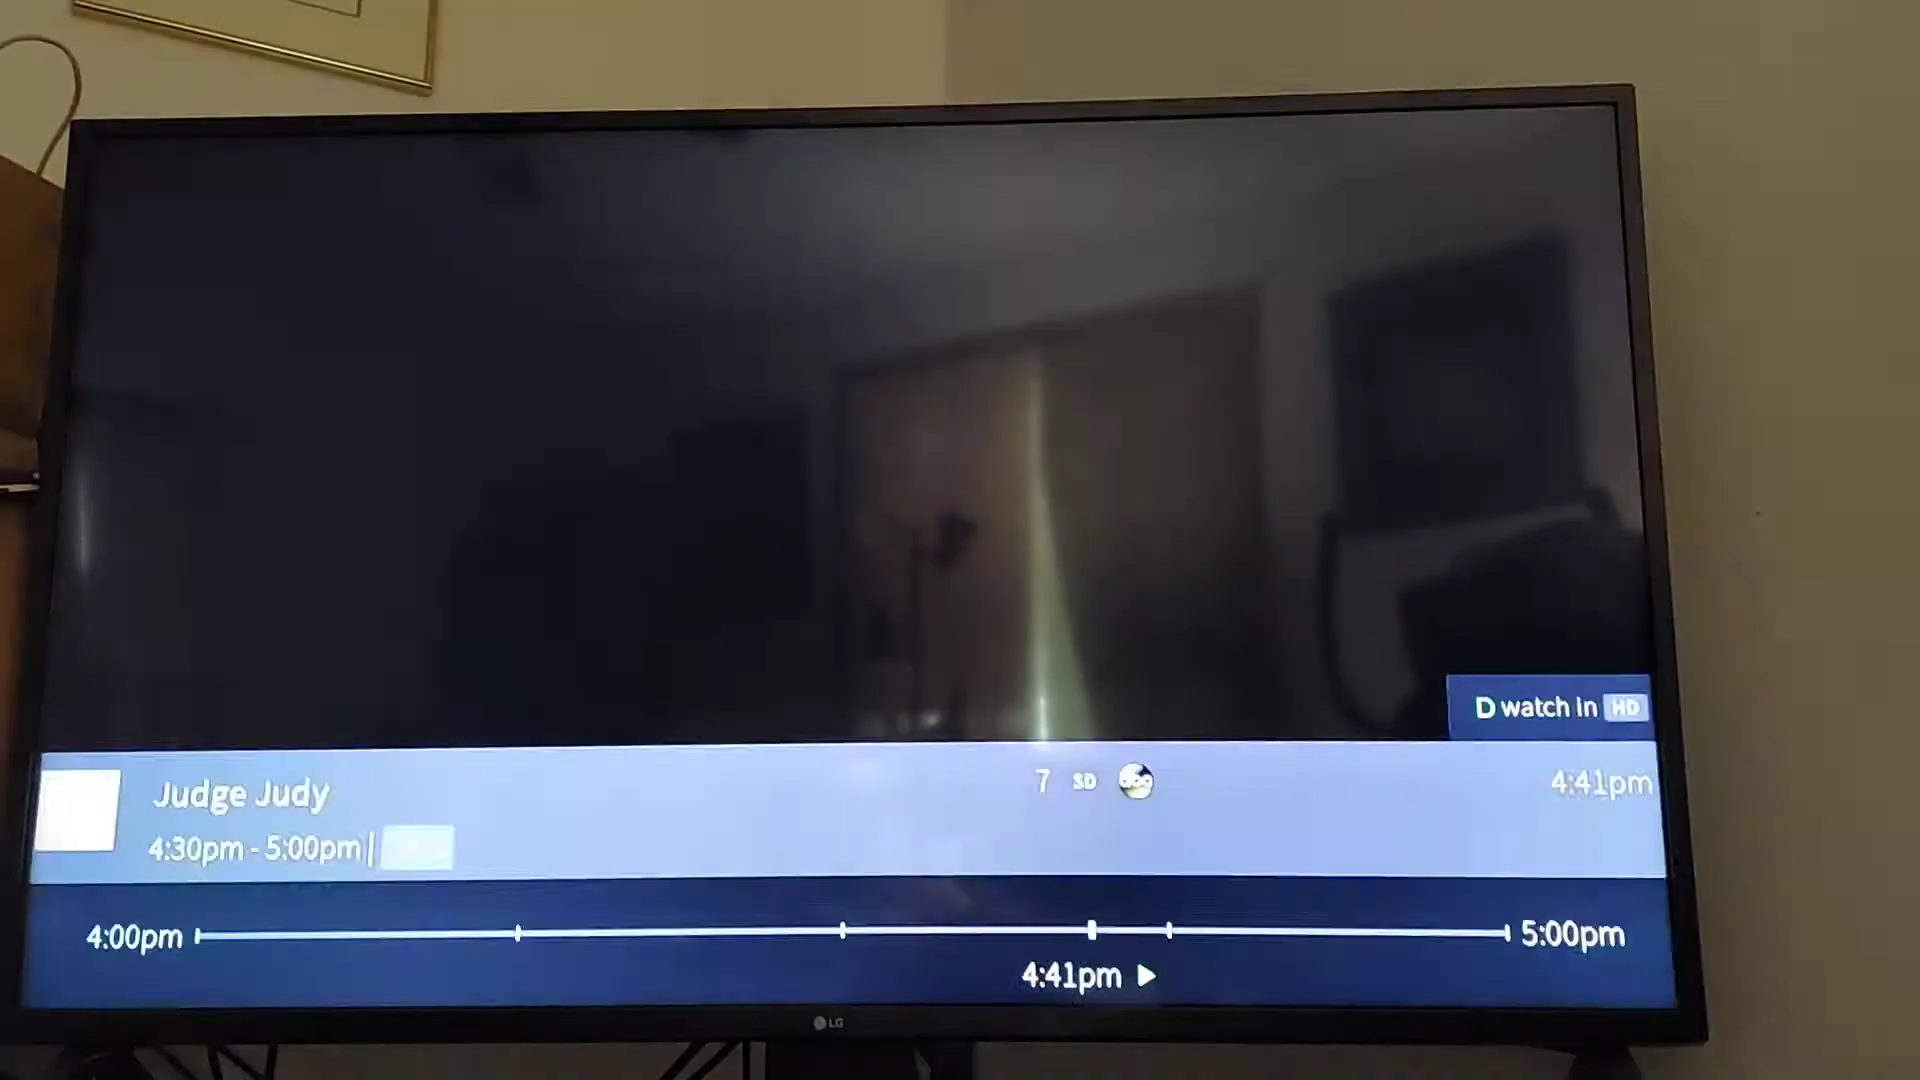 D watch in HD
Judge Judy
7 SD abc
4:41pm
4:30pm - 5:00pm |
4:00pm
5:00pm
4:41pm
LG